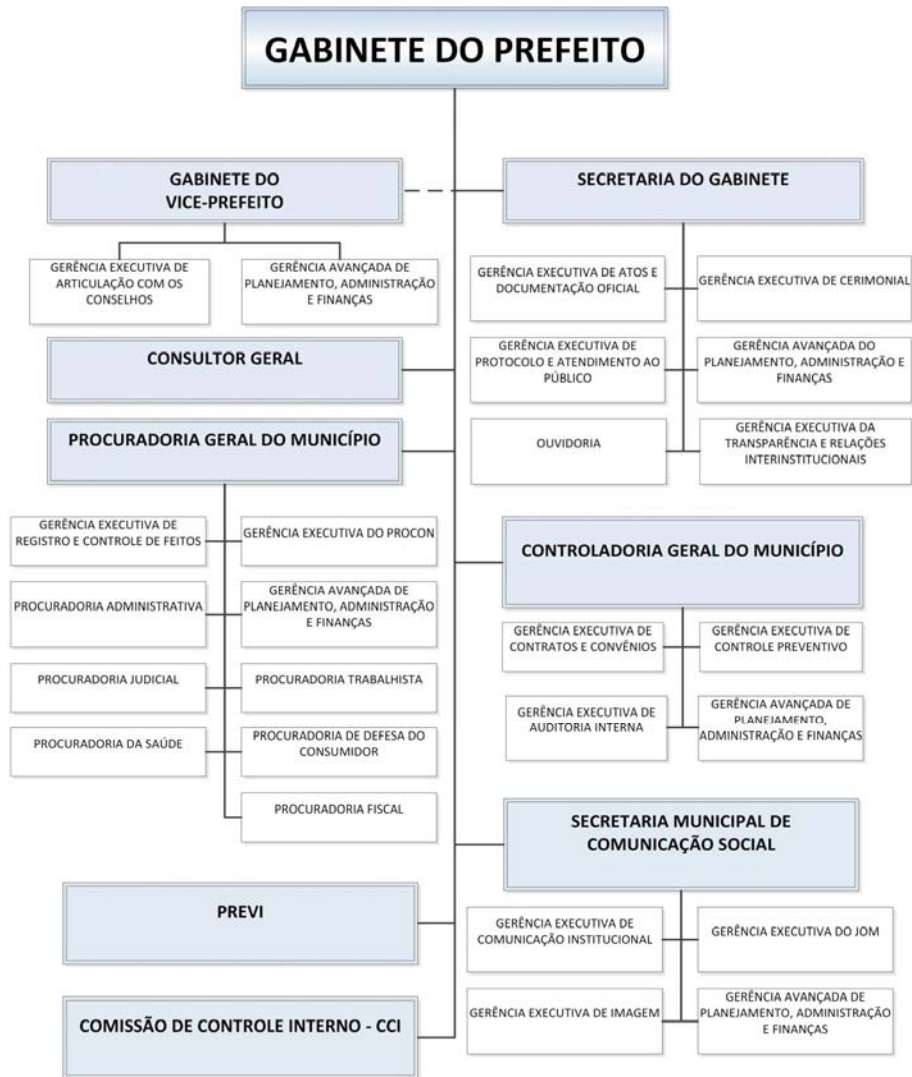 GABINETE DO PREFEITO
GABINETE DO
VICE-PREFEITO
GERÊNCIA EXECUTIVA DE
ARTICULAÇÃO COM OS
CONSELHOS
GERÊNCIA AVANÇADA DE
PLANEJAMENTO, ADMINISTRAÇÃO
E FINANÇAS
SECRETARIA DO GABINETE
GERÊNCIA EXECUTIVA DE ATOS E
DOCUMENTAÇÃO OFICIAL
GERÊNCIA EXECUTIVA DE CERIMONIAL
GERÊNCIA EXECUTIVA DE
PROTOCOLO E ATENDIMENTO AO
PÚBLICO
GERÊNCIA AVANÇADA DO
PLANEJAMENTO, ADMINISTRAÇÃO E
FINANÇAS
OUVIDORIA
GERÊNCIA EXECUTIVA DA
TRANSPARÊNCIA E RELAÇÕES
INTERINSTITUCIONAIS
CONSULTOR GERAL
PROCURADORIA GERAL DO MUNICÍPIO
GERÊNCIA EXECUTIVA DE
REGISTRO E CONTROLE DE FEITOS
GERÊNCIA EXECUTIVA DO PROCON
PROCURADORIA ADMINISTRATIVA
GERÊNCIA AVANÇADA DE
PLANEJAMENTO, ADMINISTRAÇÃO
E FINANÇAS
PROCURADORIA JUDICIAL
PROCURADORIA TRABALHISTA
PROCURADORIA DA SAÚDE
PROCURADORIA DE DEFESA DO
CONSUMIDOR
PROCURADORIA FISCAL
CONTROLADORIA GERAL DO MUNICÍPIO
GERÊNCIA EXECUTIVA DE
CONTRATOS E CONVÊNIOS
GERÊNCIA EXECUTIVA DE
CONTROLE PREVENTIVO
GERÊNCIA EXECUTIVA DE
AUDITORIA INTERNA
GERÊNCIA AVANÇADA DE
PLANEJAMENTO,
ADMINISTRAÇÃO E FINANÇAS
SECRETARIA MUNICIPAL DE
COMUNICAÇÃO SOCIAL
GERÊNCIA EXECUTIVA DE
COMUNICAÇÃO INSTITUCIONAL
GERÊNCIA EXECUTIVA DO JOM
GERÊNCIA EXECUTIVA DE IMAGEM
GERÊNCIA AVANÇADA DE
PLANEJAMENTO, ADMINISTRAÇÃO
E FINANÇAS
PREVI
COMISSÃO DE CONTROLE INTERNO - CCI